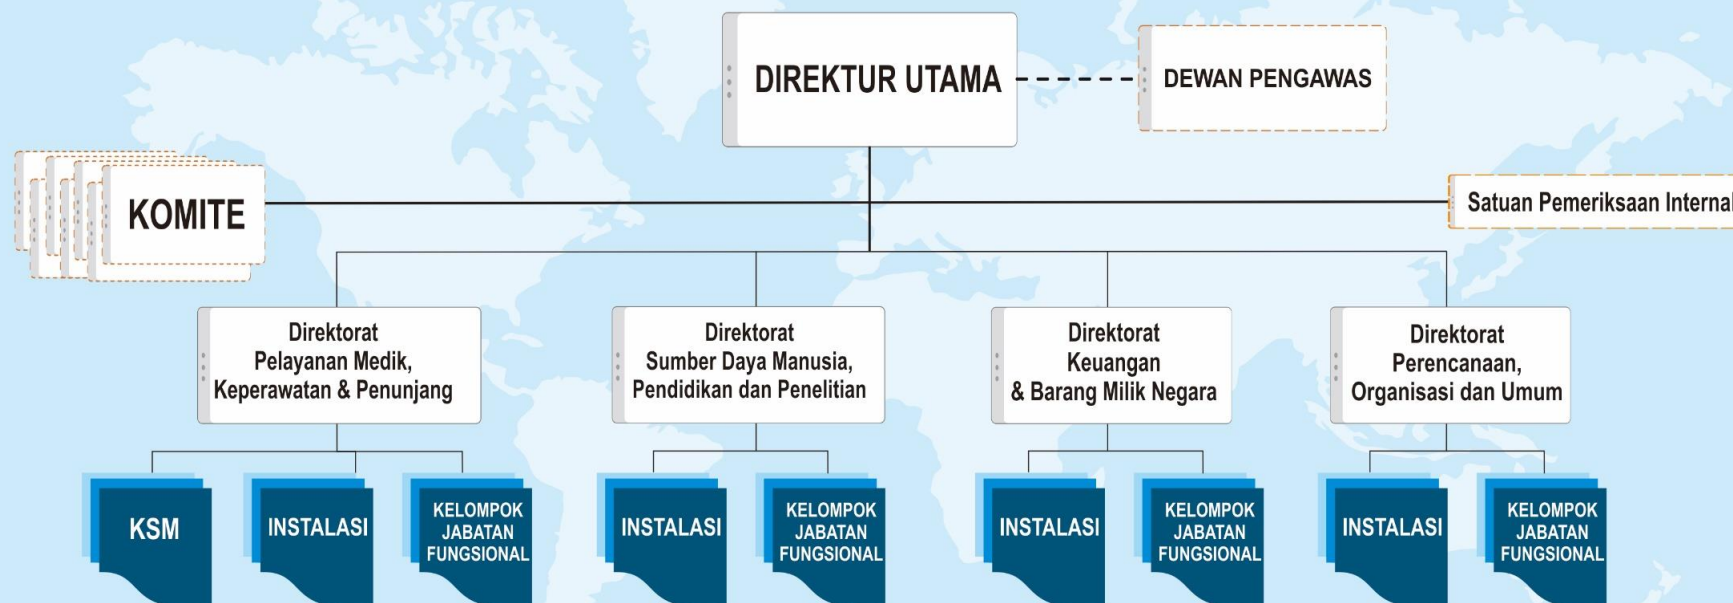 DIREKTUR UTAMA
DEWAN PENGAWAS
KOMITE
Satuan Pemeriksaan Internal
Direktorat
Pelayanan Medik,
Keperawatan & Penunjang
Direktorat
Sumber Daya Manusia,
Pendidikan dan Penelitian
Direktorat
Keuangan
& Barang Milik Negara
Direktorat
Perencanaan,
Organisasi dan Umum
KSM
INSTALASI
KELOMPOK
JABATAN
FUNGSIONAL
INSTALASI
KELOMPOK
JABATAN
FUNGSIONAL
INSTALASI
KELOMPOK
JABATAN
FUNGSIONAL
INSTALASI
KELOMPOK
JABATAN
FUNGSIONAL